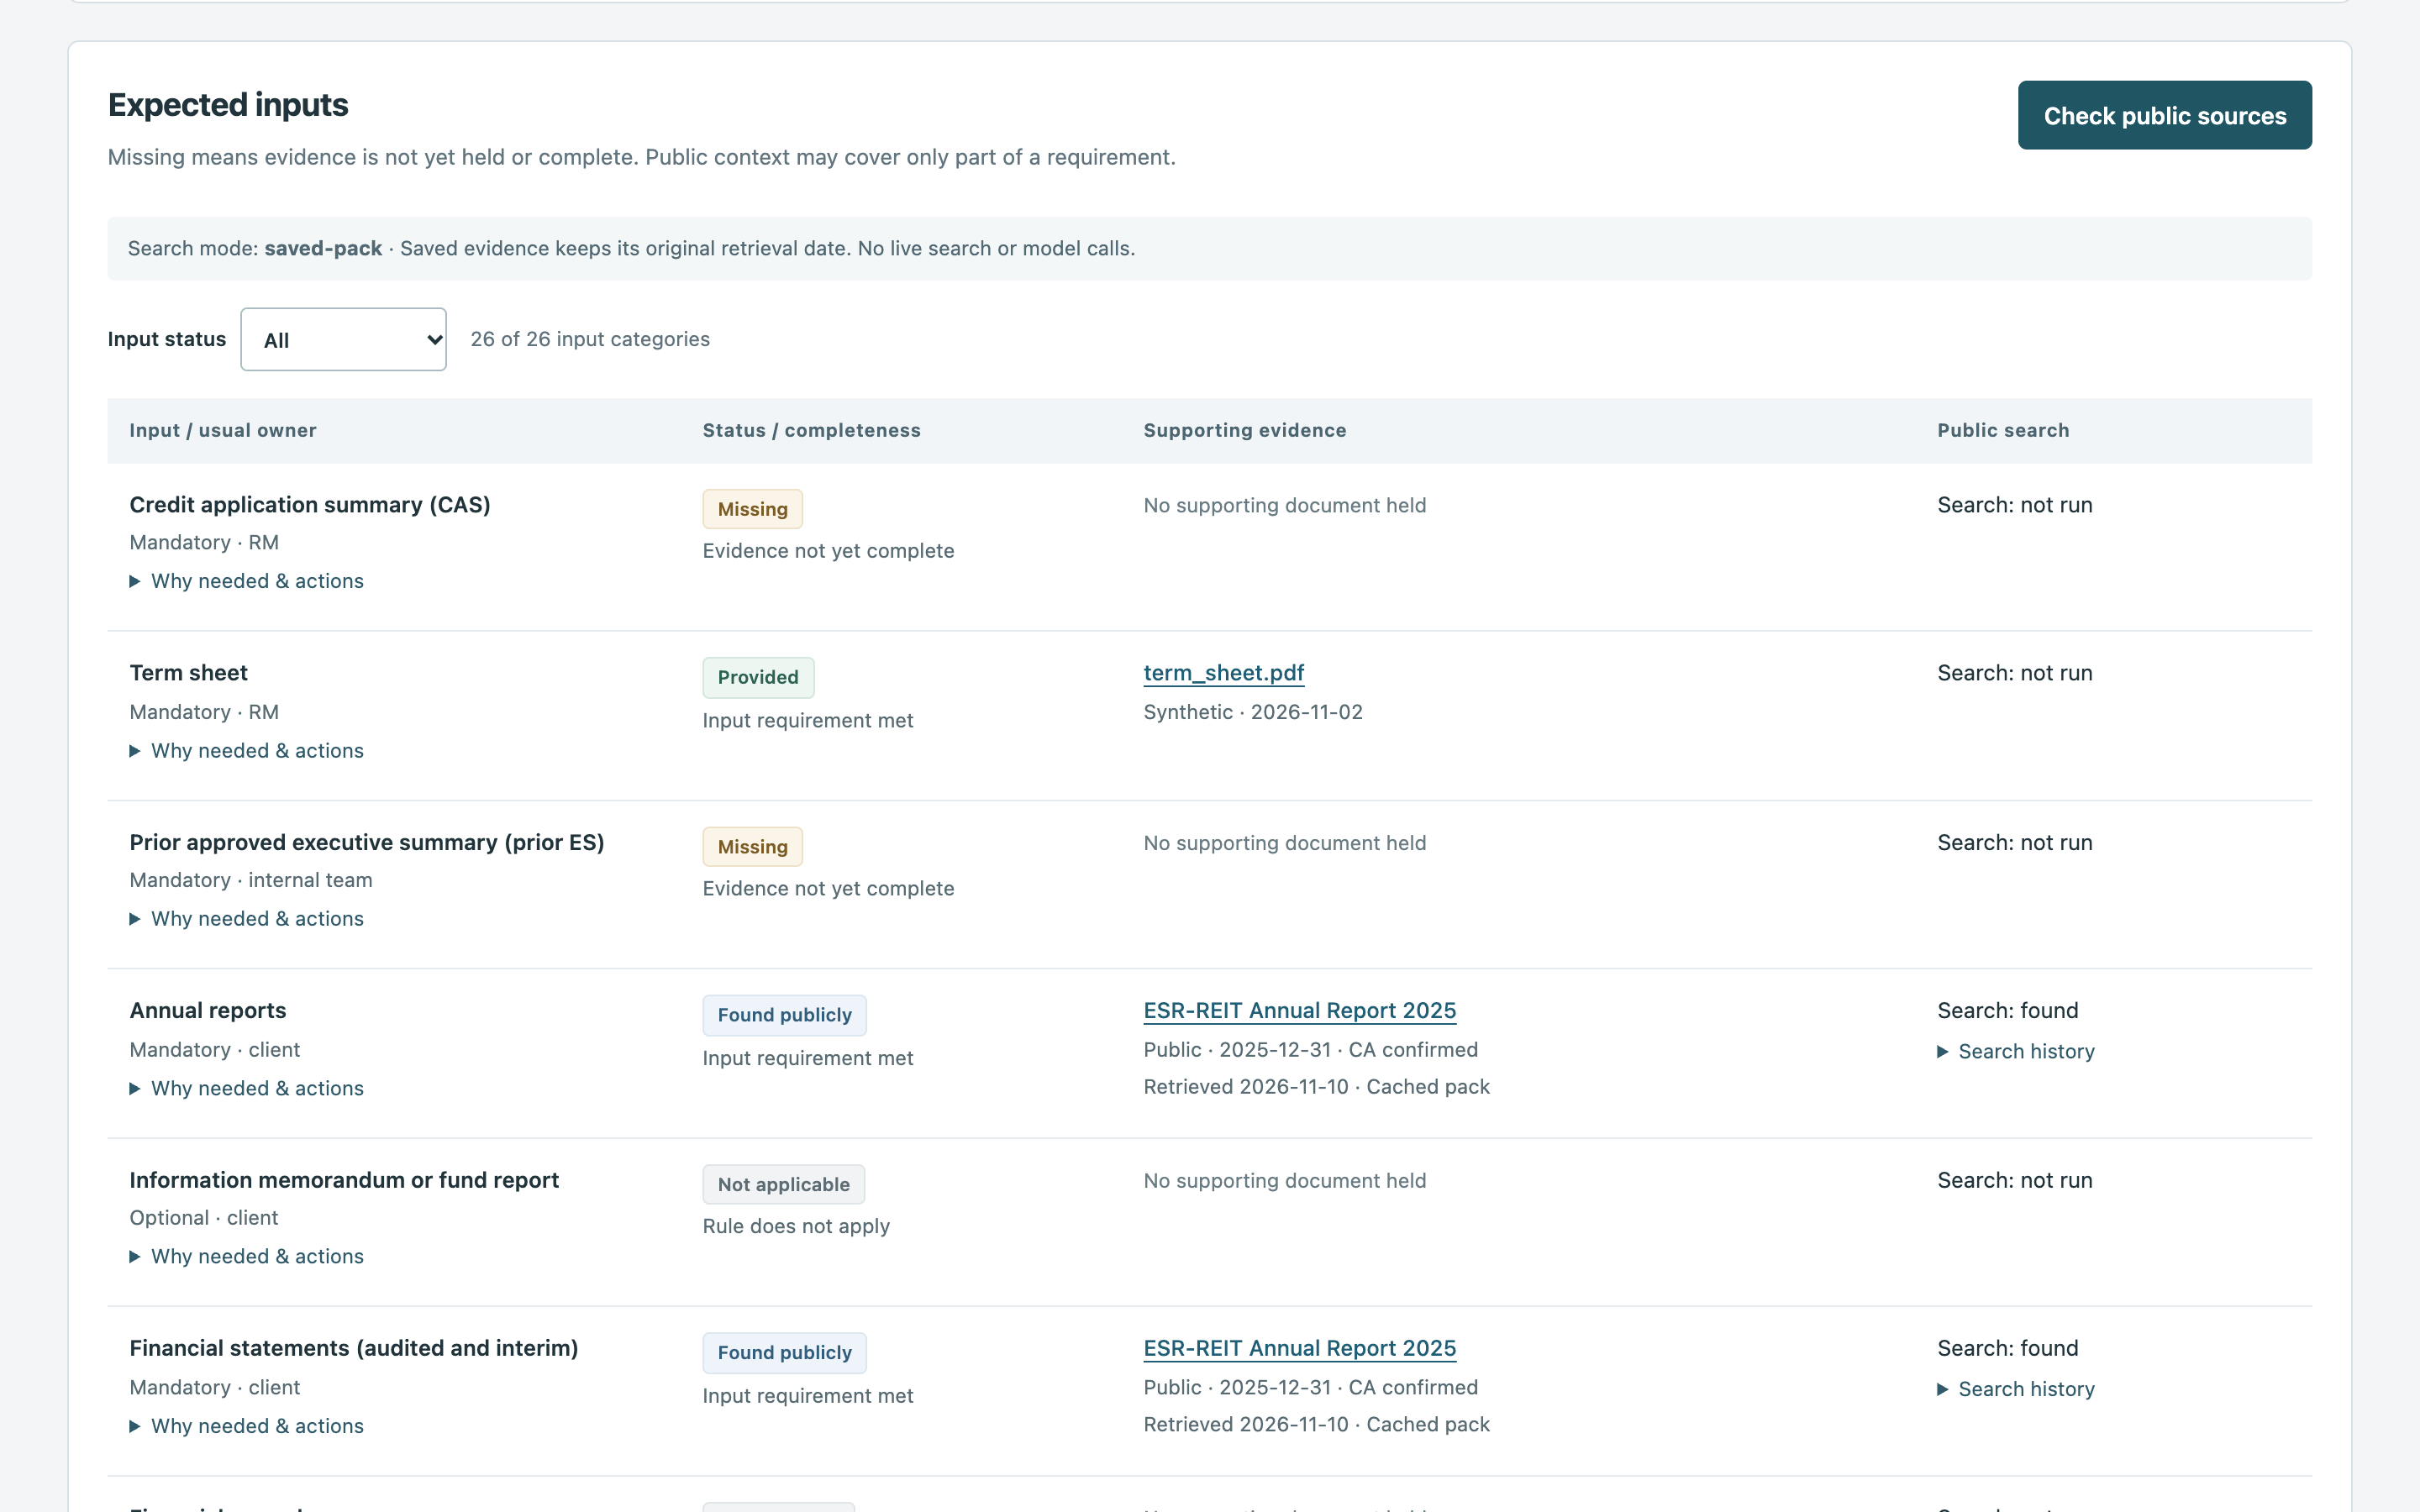 Expected inputs
Check public sources
Missing means evidence is not yet held or complete. Public context may cover only part of a requirement.
Search mode: saved-pack · Saved evidence keeps its original retrieval date. No live search or model calls.
Input status
All
26 of 26 input categories
Input / usual owner
Status / completeness
Supporting evidence
Public search
Credit application summary (CAS)
Mandatory · RM
▶ Why needed & actions
Missing
Evidence not yet complete
No supporting document held
Search: not run
Term sheet
Mandatory · RM
▶ Why needed & actions
Provided
Input requirement met
term_sheet.pdf
Synthetic · 2026-11-02
Search: not run
Prior approved executive summary (prior ES)
Mandatory · internal team
▶ Why needed & actions
Missing
Evidence not yet complete
No supporting document held
Search: not run
Annual reports
Mandatory · client
▶ Why needed & actions
Found publicly
Input requirement met
ESR-REIT Annual Report 2025
Public · 2025-12-31 · CA confirmed
Retrieved 2026-11-10 · Cached pack
Search: found
▶ Search history
Information memorandum or fund report
Optional · client
▶ Why needed & actions
Not applicable
Rule does not apply
No supporting document held
Search: not run
Financial statements (audited and interim)
Mandatory · client
▶ Why needed & actions
Found publicly
Input requirement met
ESR-REIT Annual Report 2025
Public · 2025-12-31 · CA confirmed
Retrieved 2026-11-10 · Cached pack
Search: found
▶ Search history